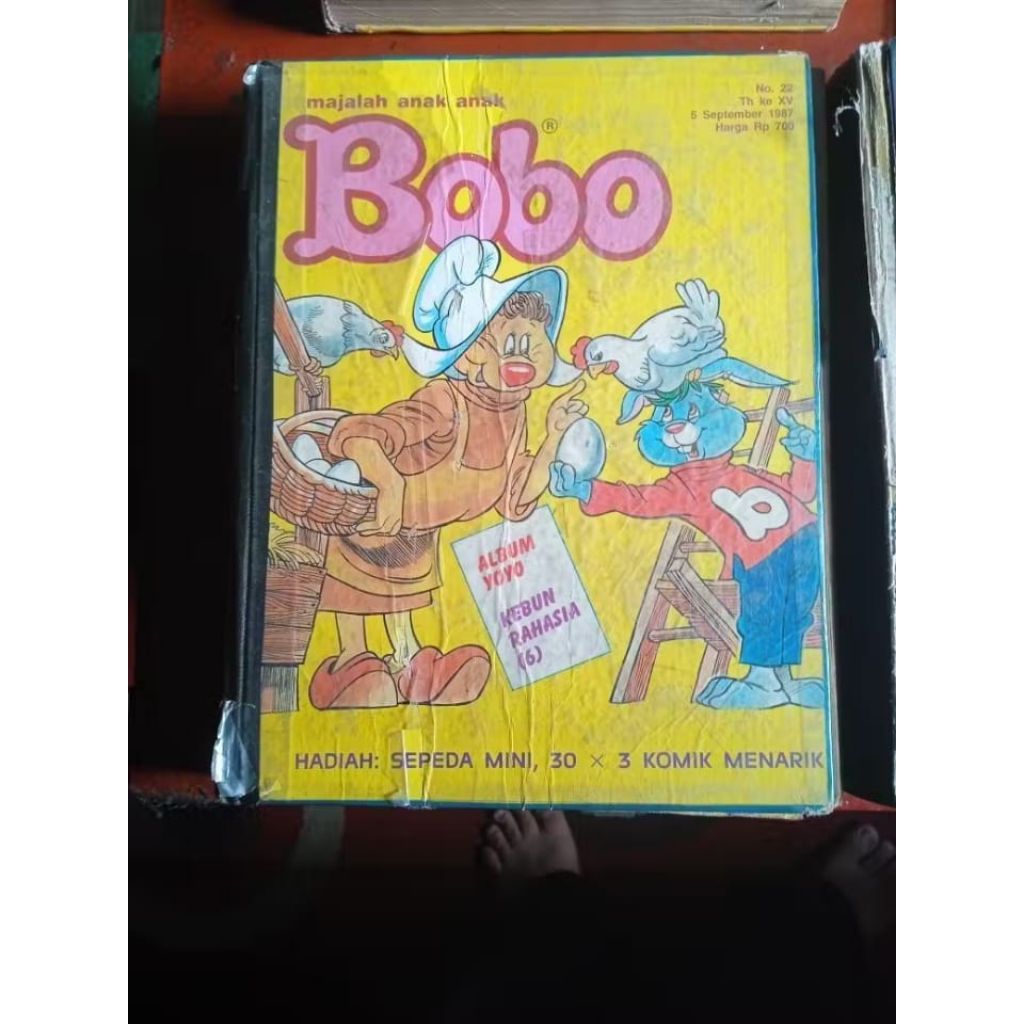 majalah anak anak
Bobo®
No. 22
Th ke XV
5 September 1987
Harga Rp 700
ALBUM
YOYO
KEBUN
RAHASIA
(6)
HADIAH: SEPEDA MINI, 30 × 3 KOMIK MENARIK